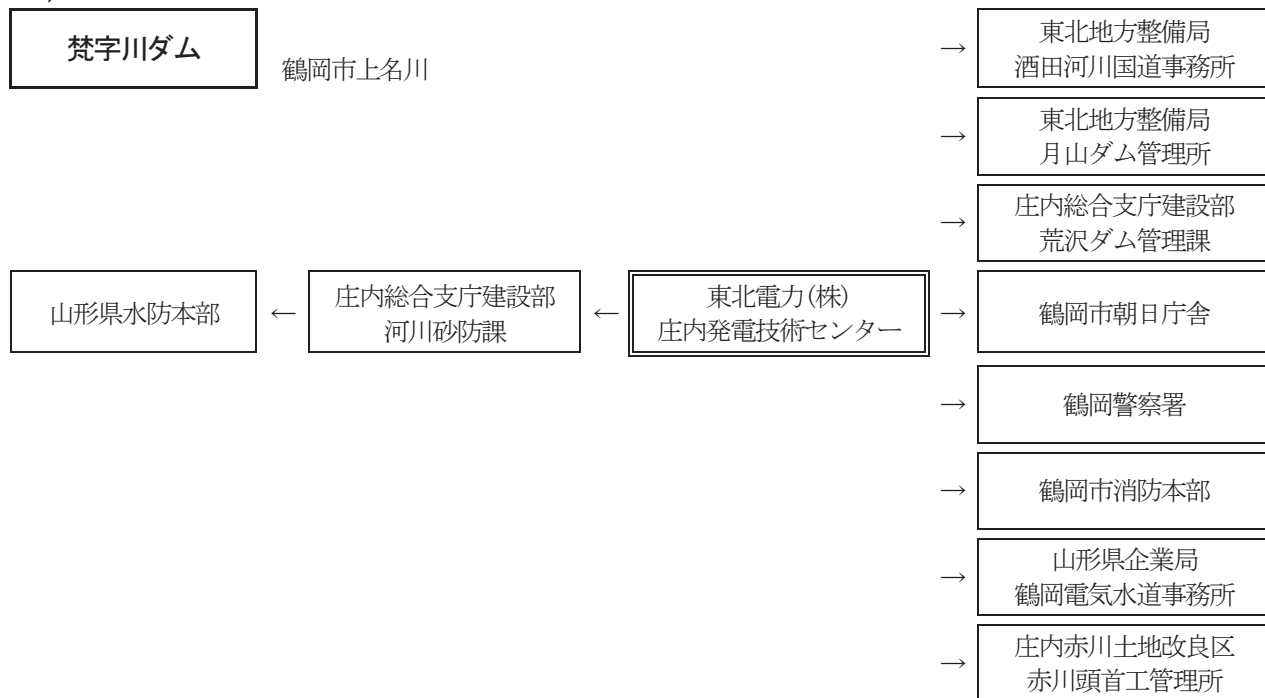 梵字川ダム
鶴岡市上名川
→
東北地方整備局
酒田河川国道事務所
→
東北地方整備局
月山ダム管理所
→
庄内総合支庁建設部
荒沢ダム管理課
山形県水防本部
←
庄内総合支庁建設部
河川砂防課
←
東北電力(株)
庄内発電技術センター
→
鶴岡市朝日庁舎
→
鶴岡警察署
→
鶴岡市消防本部
→
山形県企業局
鶴岡電気水道事務所
→
庄内赤川土地改良区
赤川頭首工管理所